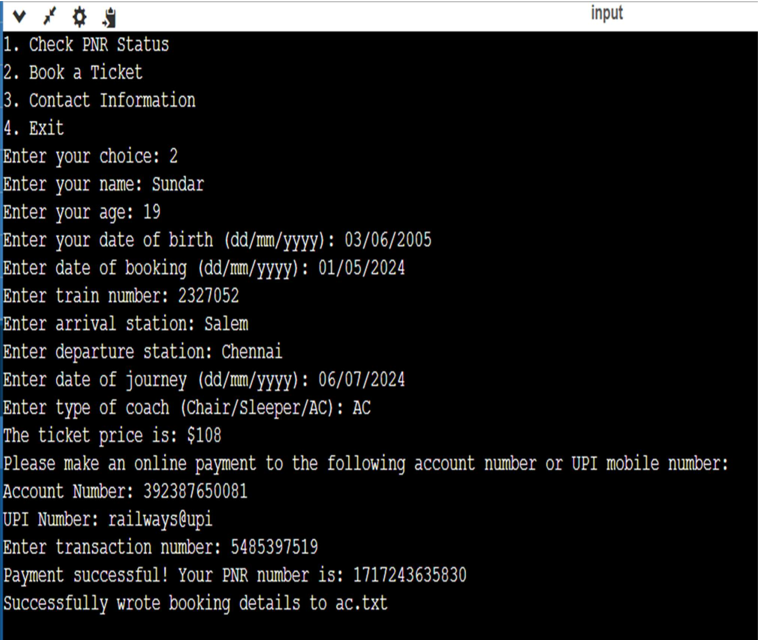 input
1. Check PNR Status
2. Book a Ticket
3. Contact Information
4. Exit
Enter your choice: 2
Enter your name: Sundar
Enter your age: 19
Enter your date of birth (dd/mm/yyyy): 03/06/2005
Enter date of booking (dd/mm/yyyy): 01/05/2024
Enter train number: 2327052
Enter arrival station: Salem
Enter departure station: Chennai
Enter date of journey (dd/mm/yyyy): 06/07/2024
Enter type of coach (Chair/Sleeper/AC): AC
The ticket price is: $108
Please make an online payment to the following account number or UPI mobile number:
Account Number: 392387650081
UPI Number: railways@upi
Enter transaction number: 5485397519
Payment successful! Your PNR number is: 1717243635830
Successfully wrote booking details to ac.txt